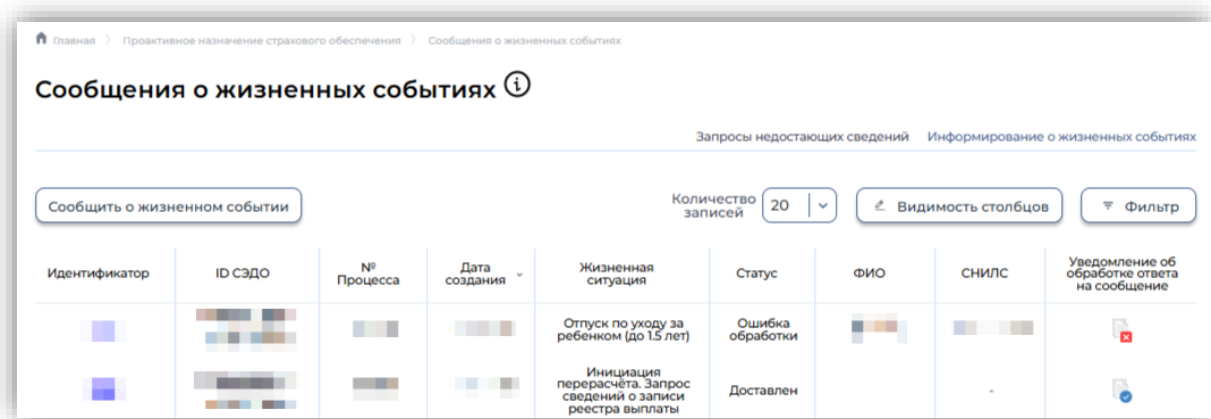 Главная > Проактивное назначение страхового обеспечения > Сообщения о жизненных событиях
Сообщения о жизненных событиях
Запросы недостающих сведений Информирование о жизненных событиях
Сообщить о жизненном событии
Количество
записей
20
Видимость столбцов
Фильтр
Идентификатор
ID СЭДО
№
Процесса
Дата
создания
Жизненная
ситуация
Статус
ФИО
СНИЛС
Уведомление об
обработке ответа
на сообщение
Отпуск по уходу за
ребенком (до 1.5 лет)
Ошибка
обработки
Инициация
перерасчёта. Запрос
сведений о записи
реестра выплаты
Доставлен
-